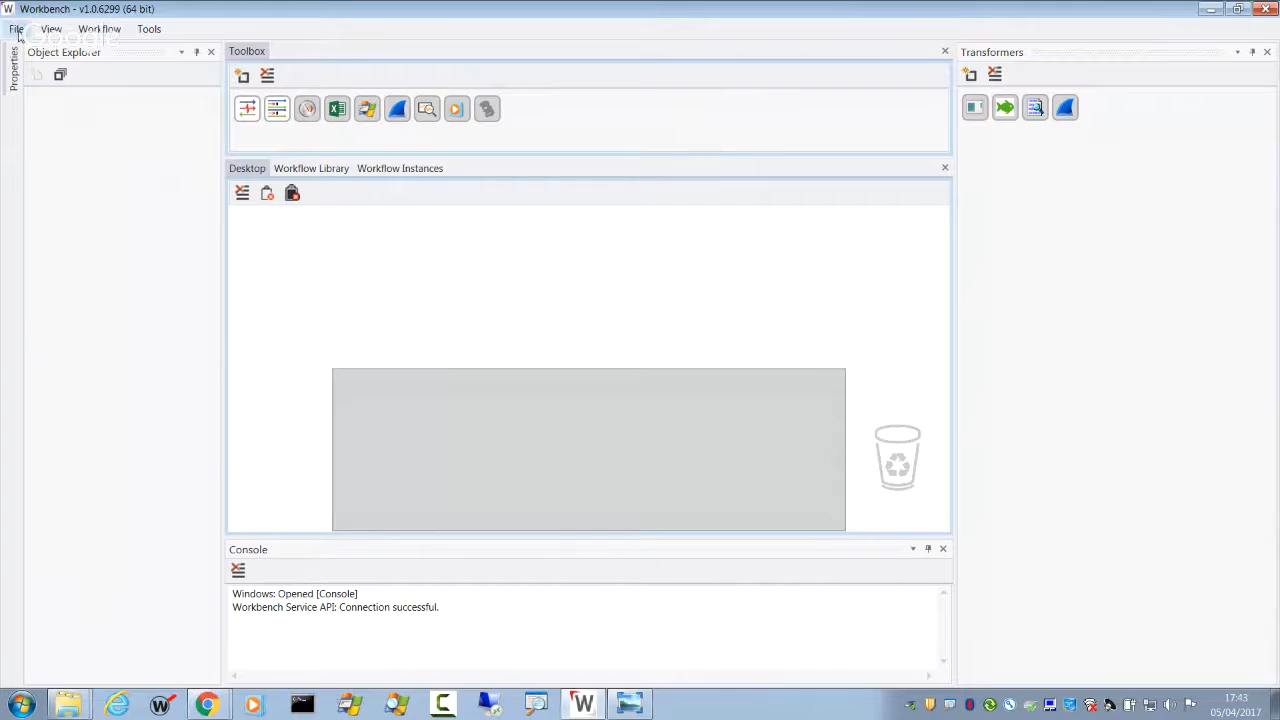 Workbench - v1.0.6299 (64 bit)
File View Workflow Tools
Google
Properties
Object Explorer
Toolbox
Transformers
Desktop Workflow Library Workflow Instances
Console
Windows: Opened [Console]
Workbench Service API: Connection successful.
17:43
05/04/2017